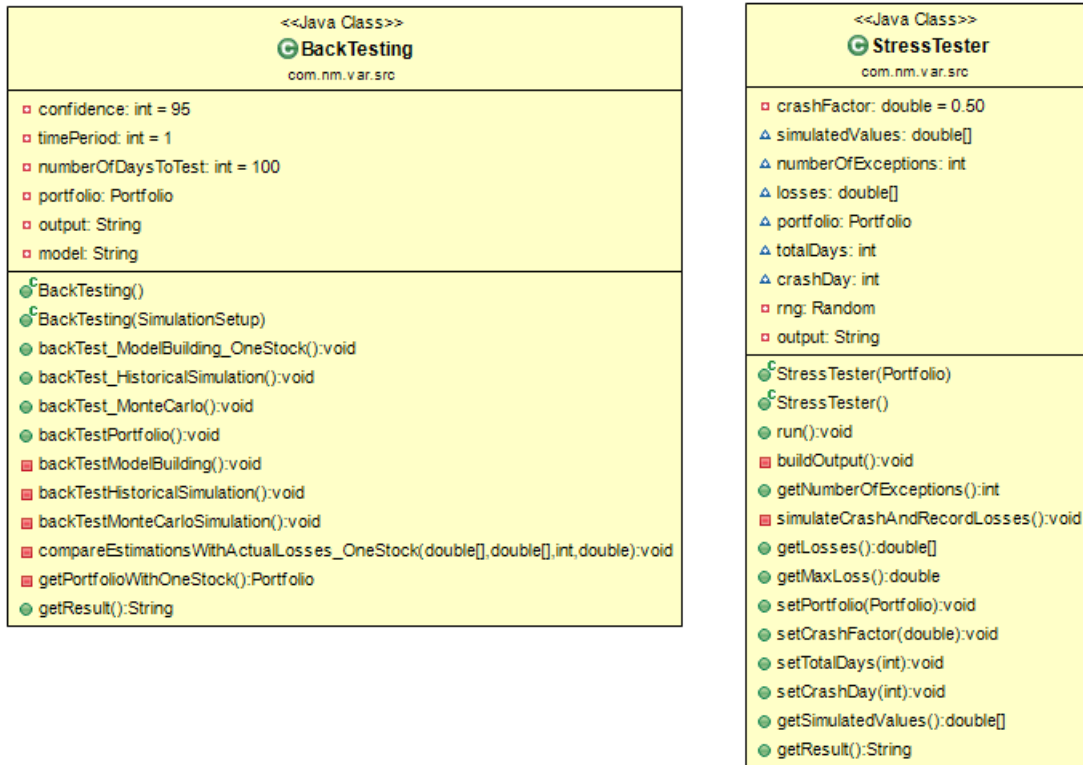 <<Java Class>>
BackTesting
com.nm.var.src
confidence: int = 95
timePeriod: int = 1
numberOfDaysToTest: int = 100
portfolio: Portfolio
output: String
model: String
BackTesting()
BackTesting(SimulationSetup)
backTest_ModelBuilding_OneStock():void
backTest_HistoricalSimulation():void
backTest_MonteCarlo():void
backTestPortfolio():void
backTestModelBuilding():void
backTestHistoricalSimulation():void
backTestMonteCarloSimulation():void
compareEstimationsWithActualLosses_OneStock(double[],double[],int,double):void
getPortfolioWithOneStock():Portfolio
getResult():String
<<Java Class>>
StressTester
com.nm.var.src
crashFactor: double = 0.50
simulatedValues: double[]
numberOfExceptions: int
losses: double[]
portfolio: Portfolio
totalDays: int
crashDay: int
rng: Random
output: String
StressTester(Portfolio)
StressTester()
run():void
buildOutput():void
getNumberOfExceptions():int
simulateCrashAndRecordLosses():void
getLosses():double[]
getMaxLoss():double
setPortfolio(Portfolio):void
setCrashFactor(double):void
setTotalDays(int):void
setCrashDay(int):void
getSimulatedValues():double[]
getResult():String